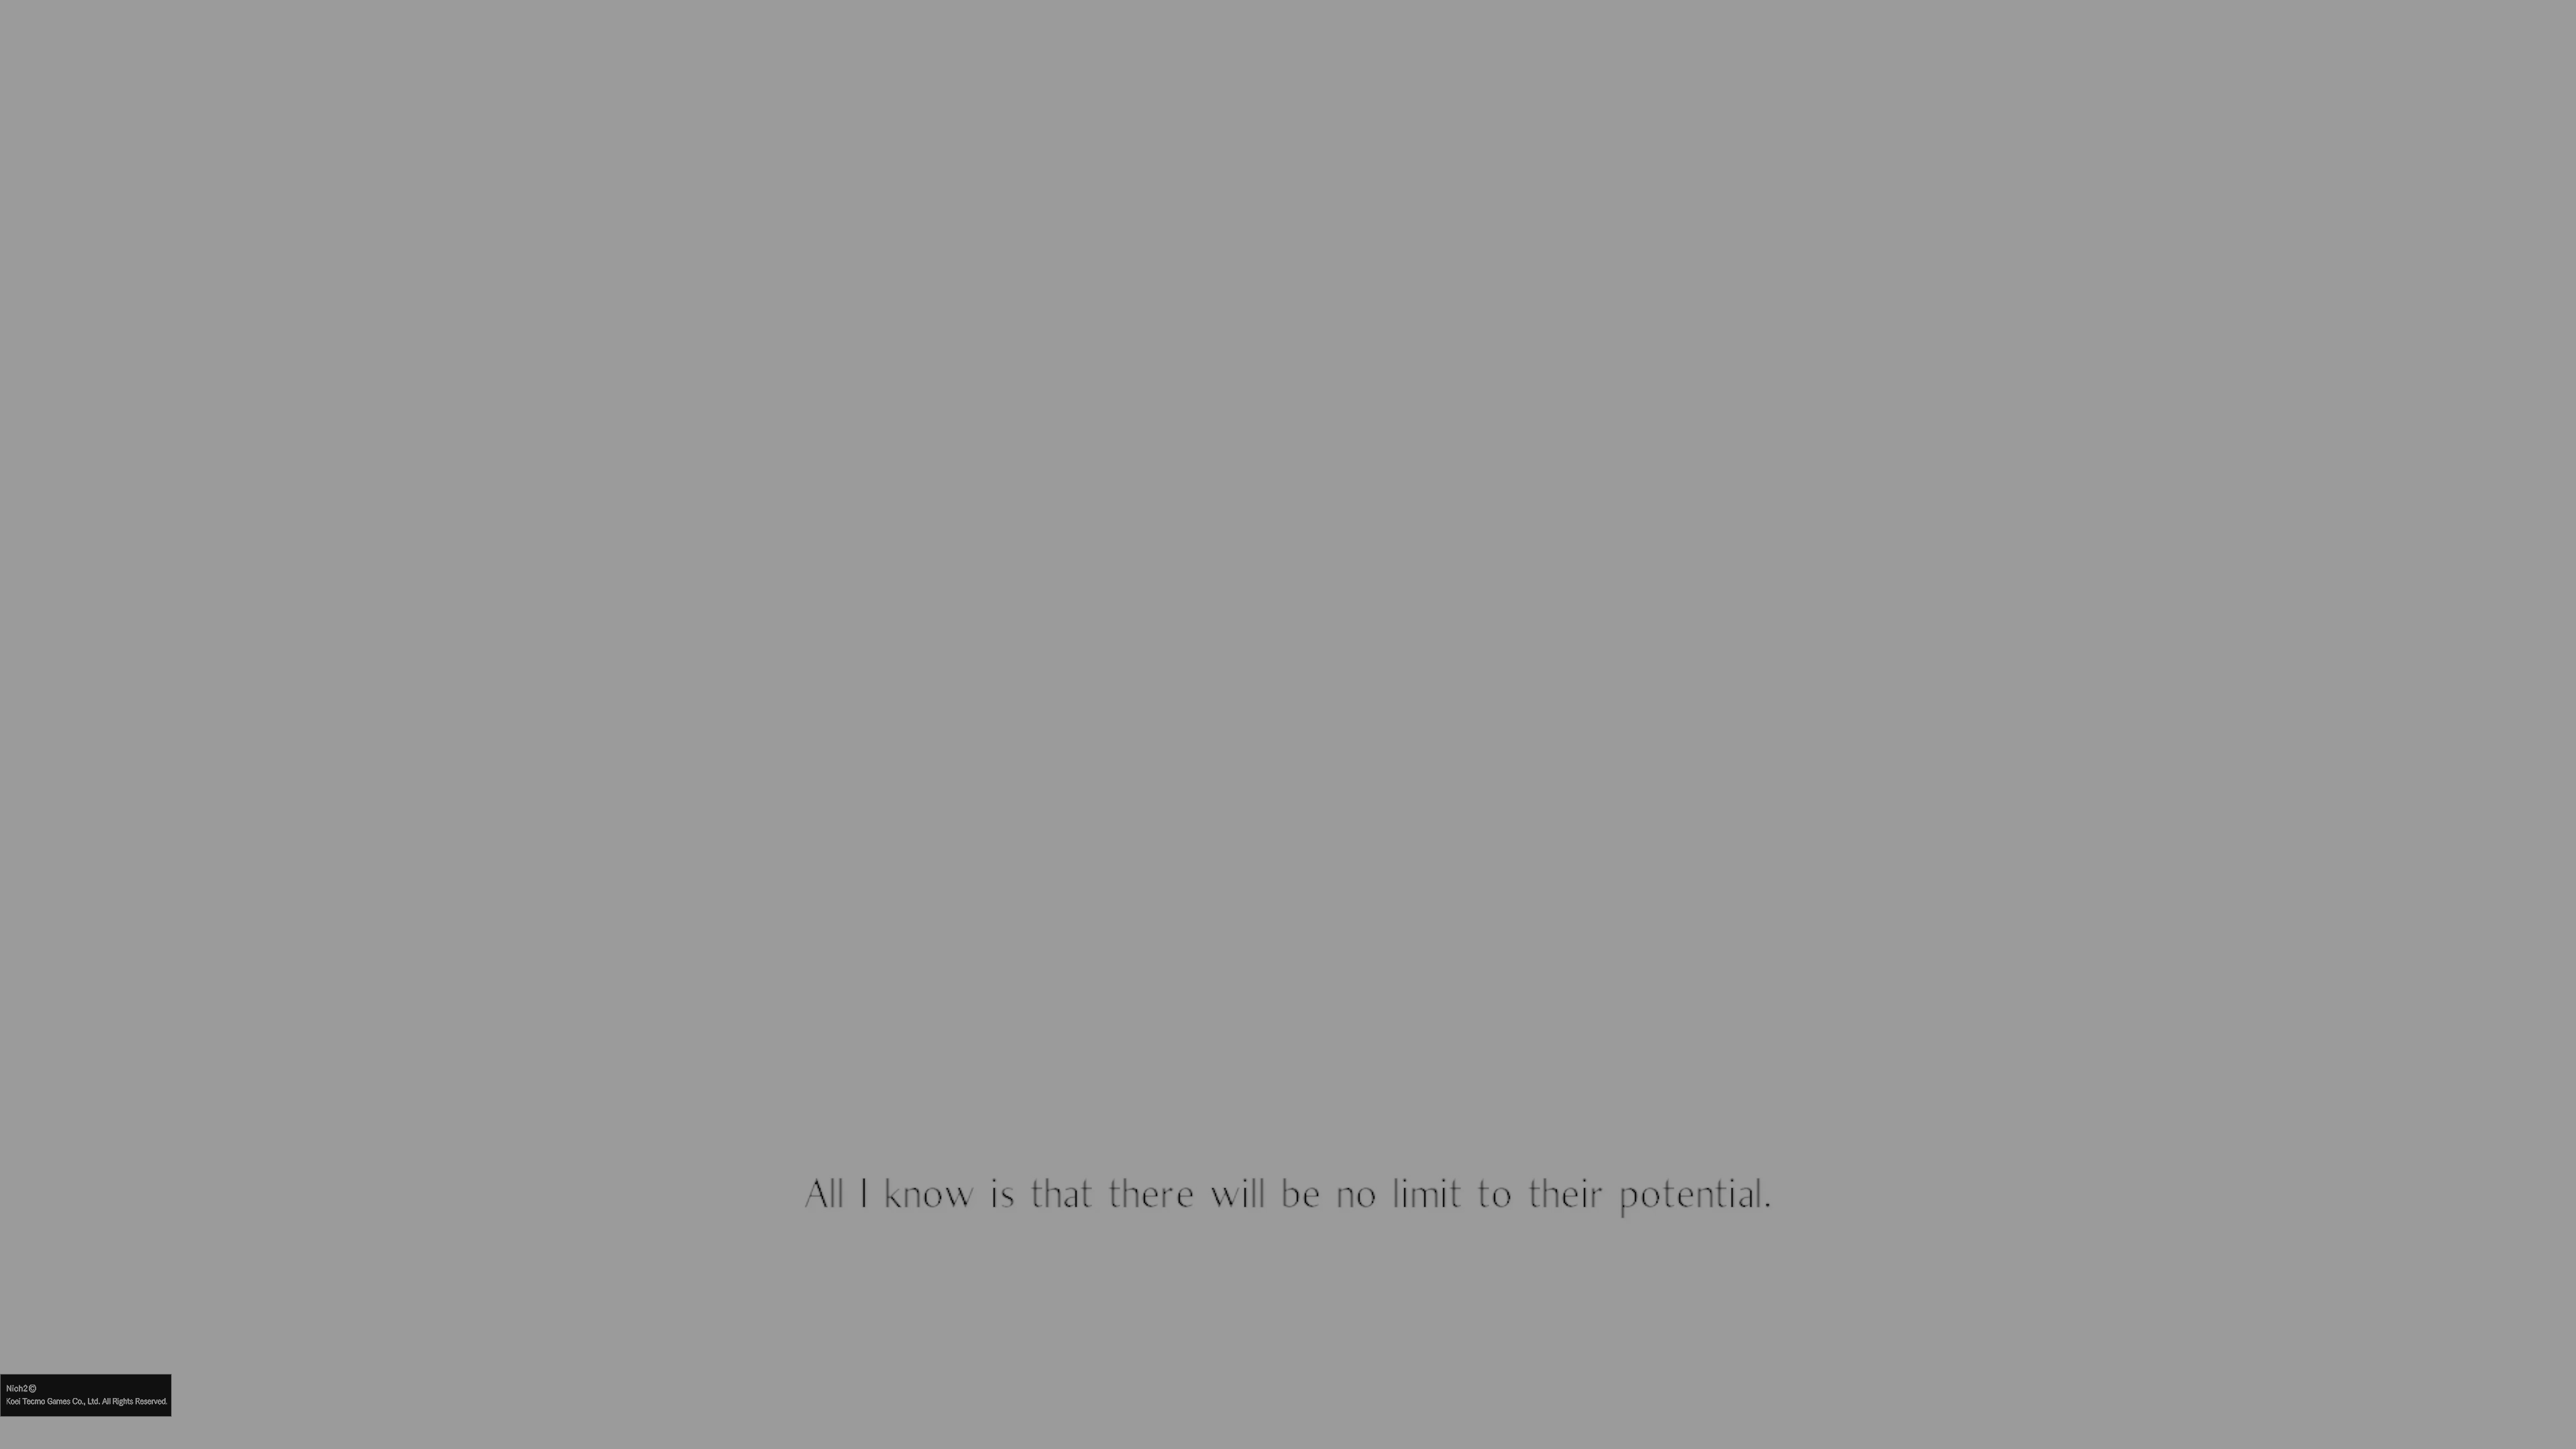 All I know is that there will be no limit to their potential.
Nioh2©
Koei Tecmo Games Co., Ltd. All Rights Reserved.